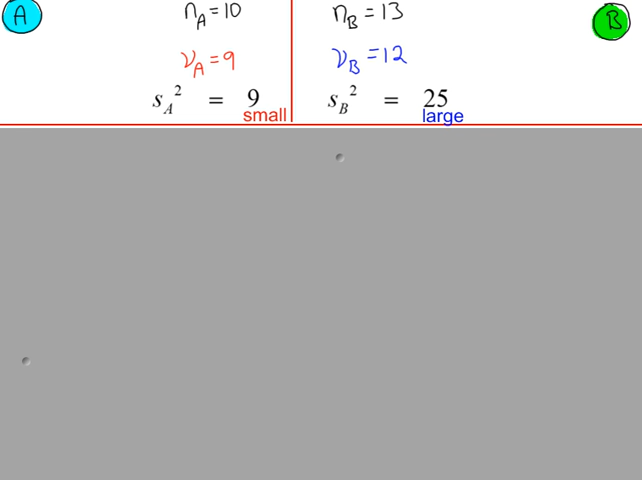 A n_A = 10 n_B = 13 B
ν_A = 9 ν_B = 12
s_A^2 = 9 s_B^2 = 25
small large